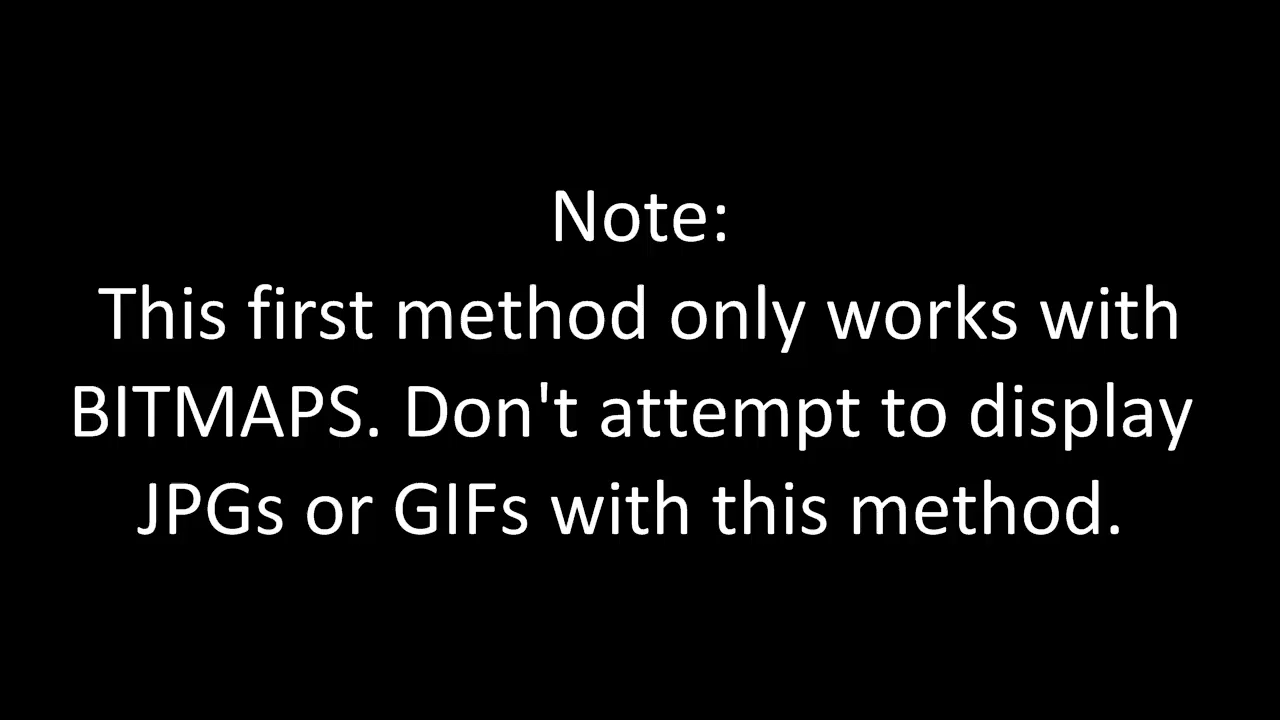 Note:
This first method only works with
BITMAPS. Don't attempt to display
JPGs or GIFs with this method.